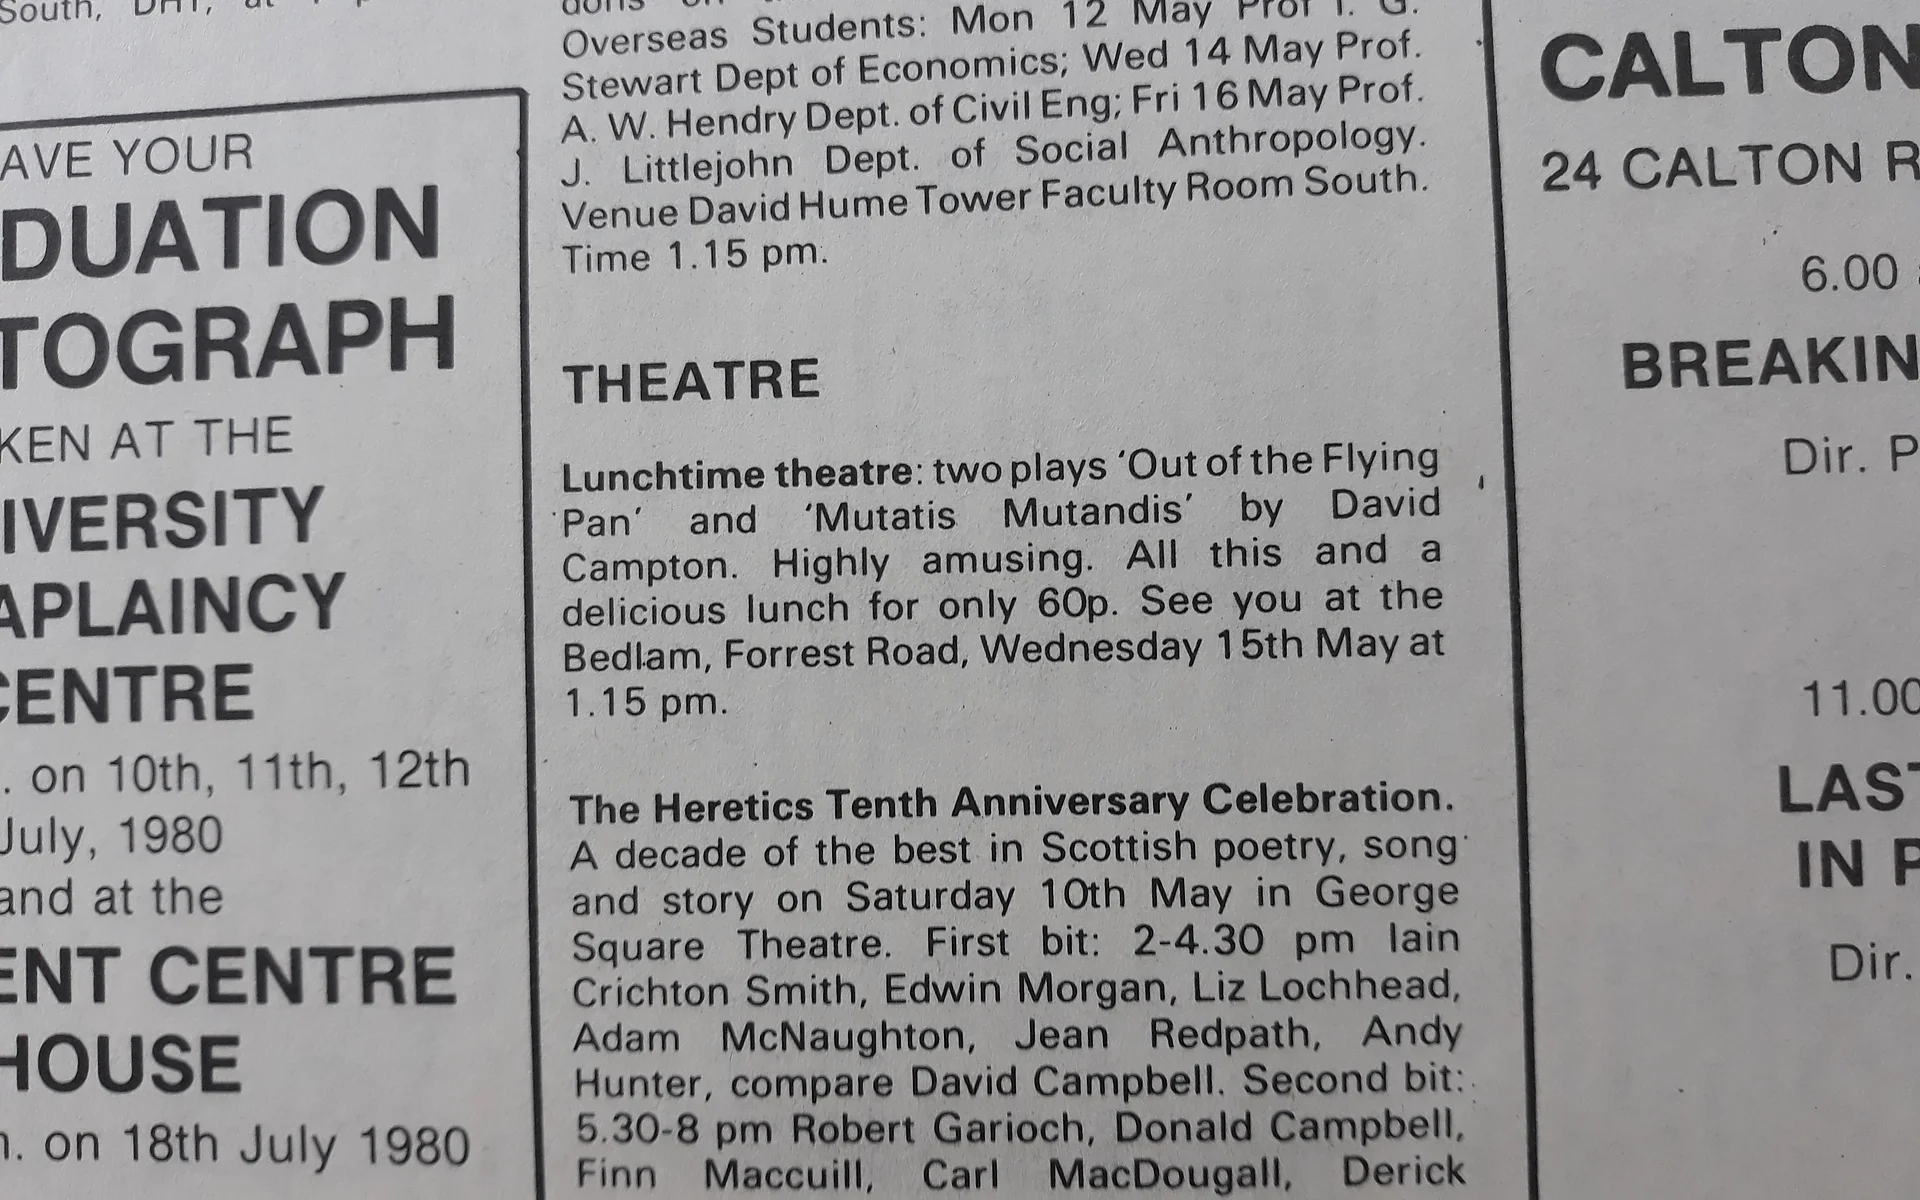 South, DHT, at
AVE YOUR
DUATION
TOGRAPH
KEN AT THE
IVERSITY
APLAINCY
CENTRE
. on 10th, 11th, 12th
July, 1980
and at the
ENT CENTRE
HOUSE
. on 18th July 1980
Overseas Students: Mon 12 May Prof I. G.
Stewart Dept of Economics; Wed 14 May Prof.
A. W. Hendry Dept. of Civil Eng; Fri 16 May Prof.
J. Littlejohn Dept. of Social Anthropology.
Venue David Hume Tower Faculty Room South.
Time 1.15 pm.
THEATRE
Lunchtime theatre: two plays ‘Out of the Flying
Pan’ and ‘Mutatis Mutandis’ by David
Campton. Highly amusing. All this and a
delicious lunch for only 60p. See you at the
Bedlam, Forrest Road, Wednesday 15th May at
1.15 pm.
The Heretics Tenth Anniversary Celebration.
A decade of the best in Scottish poetry, song
and story on Saturday 10th May in George
Square Theatre. First bit: 2-4.30 pm Iain
Crichton Smith, Edwin Morgan, Liz Lochhead,
Adam McNaughton, Jean Redpath, Andy
Hunter, compare David Campbell. Second bit:
5.30-8 pm Robert Garioch, Donald Campbell,
Finn Maccuill, Carl MacDougall, Derick
CALTON
24 CALTON R
6.00
BREAKIN
Dir. P
11.00
LAST
IN P
Dir.